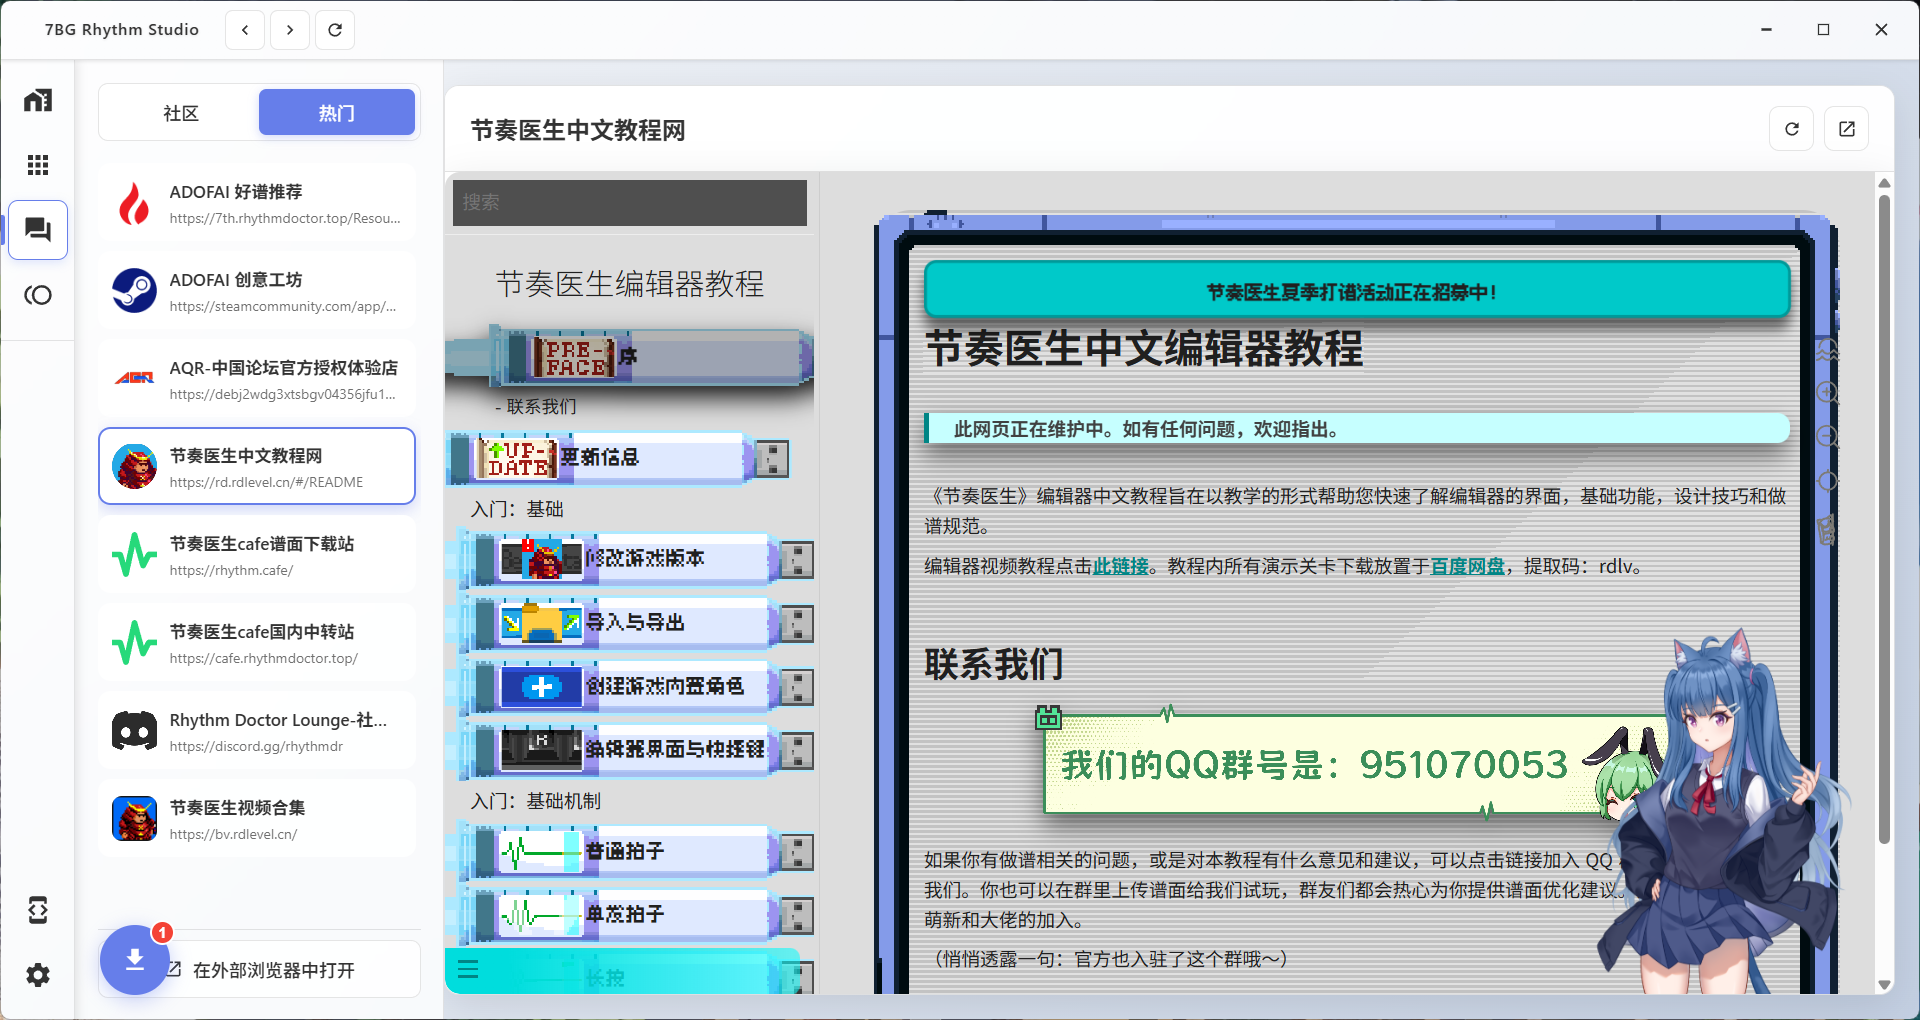 7BG Rhythm Studio
社区
热门
ADOFAI 好谱推荐
https://7th.rhythmdoctor.top/Resou...
ADOFAI 创意工坊
https://steamcommunity.com/app/...
AQR-中国论坛官方授权体验店
https://debj2wdg3xtsbgv04356jfu1...
节奏医生中文教程网
https://rd.rdlevel.cn/#/README
节奏医生cafe谱面下载站
https://rhythm.cafe/
节奏医生cafe国内中转站
https://cafe.rhythmdoctor.top/
Rhythm Doctor Lounge-社...
https://discord.gg/rhythmdr
节奏医生视频合集
https://bv.rdlevel.cn/
1
在外部浏览器中打开
节奏医生中文教程网
搜索
节奏医生编辑器教程
PRE-
FACE
序
- 联系我们
UP-
DATE
更新信息
入门：基础
修改游戏版本
导入与导出
创建游戏内置角色
编辑器界面与快捷键
入门：基础机制
普通拍子
单发拍子
长按
节奏医生夏季打谱活动正在招募中！
节奏医生中文编辑器教程
此网页正在维护中。如有任何问题，欢迎指出。
《节奏医生》编辑器中文教程旨在以教学的形式帮助您快速了解编辑器的界面，基础功能，设计技巧和做
谱规范。
编辑器视频教程点击此链接。教程内所有演示关卡下载放置于百度网盘，提取码：rdlv。
联系我们
我们的QQ群号是：951070053
如果你有做谱相关的问题，或是对本教程有什么意见和建议，可以点击链接加入 QQ
我们。你也可以在群里上传谱面给我们试玩，群友们都会热心为你提供谱面优化建议。
萌新和大佬的加入。
（悄悄透露一句：官方也入驻了这个群哦～）